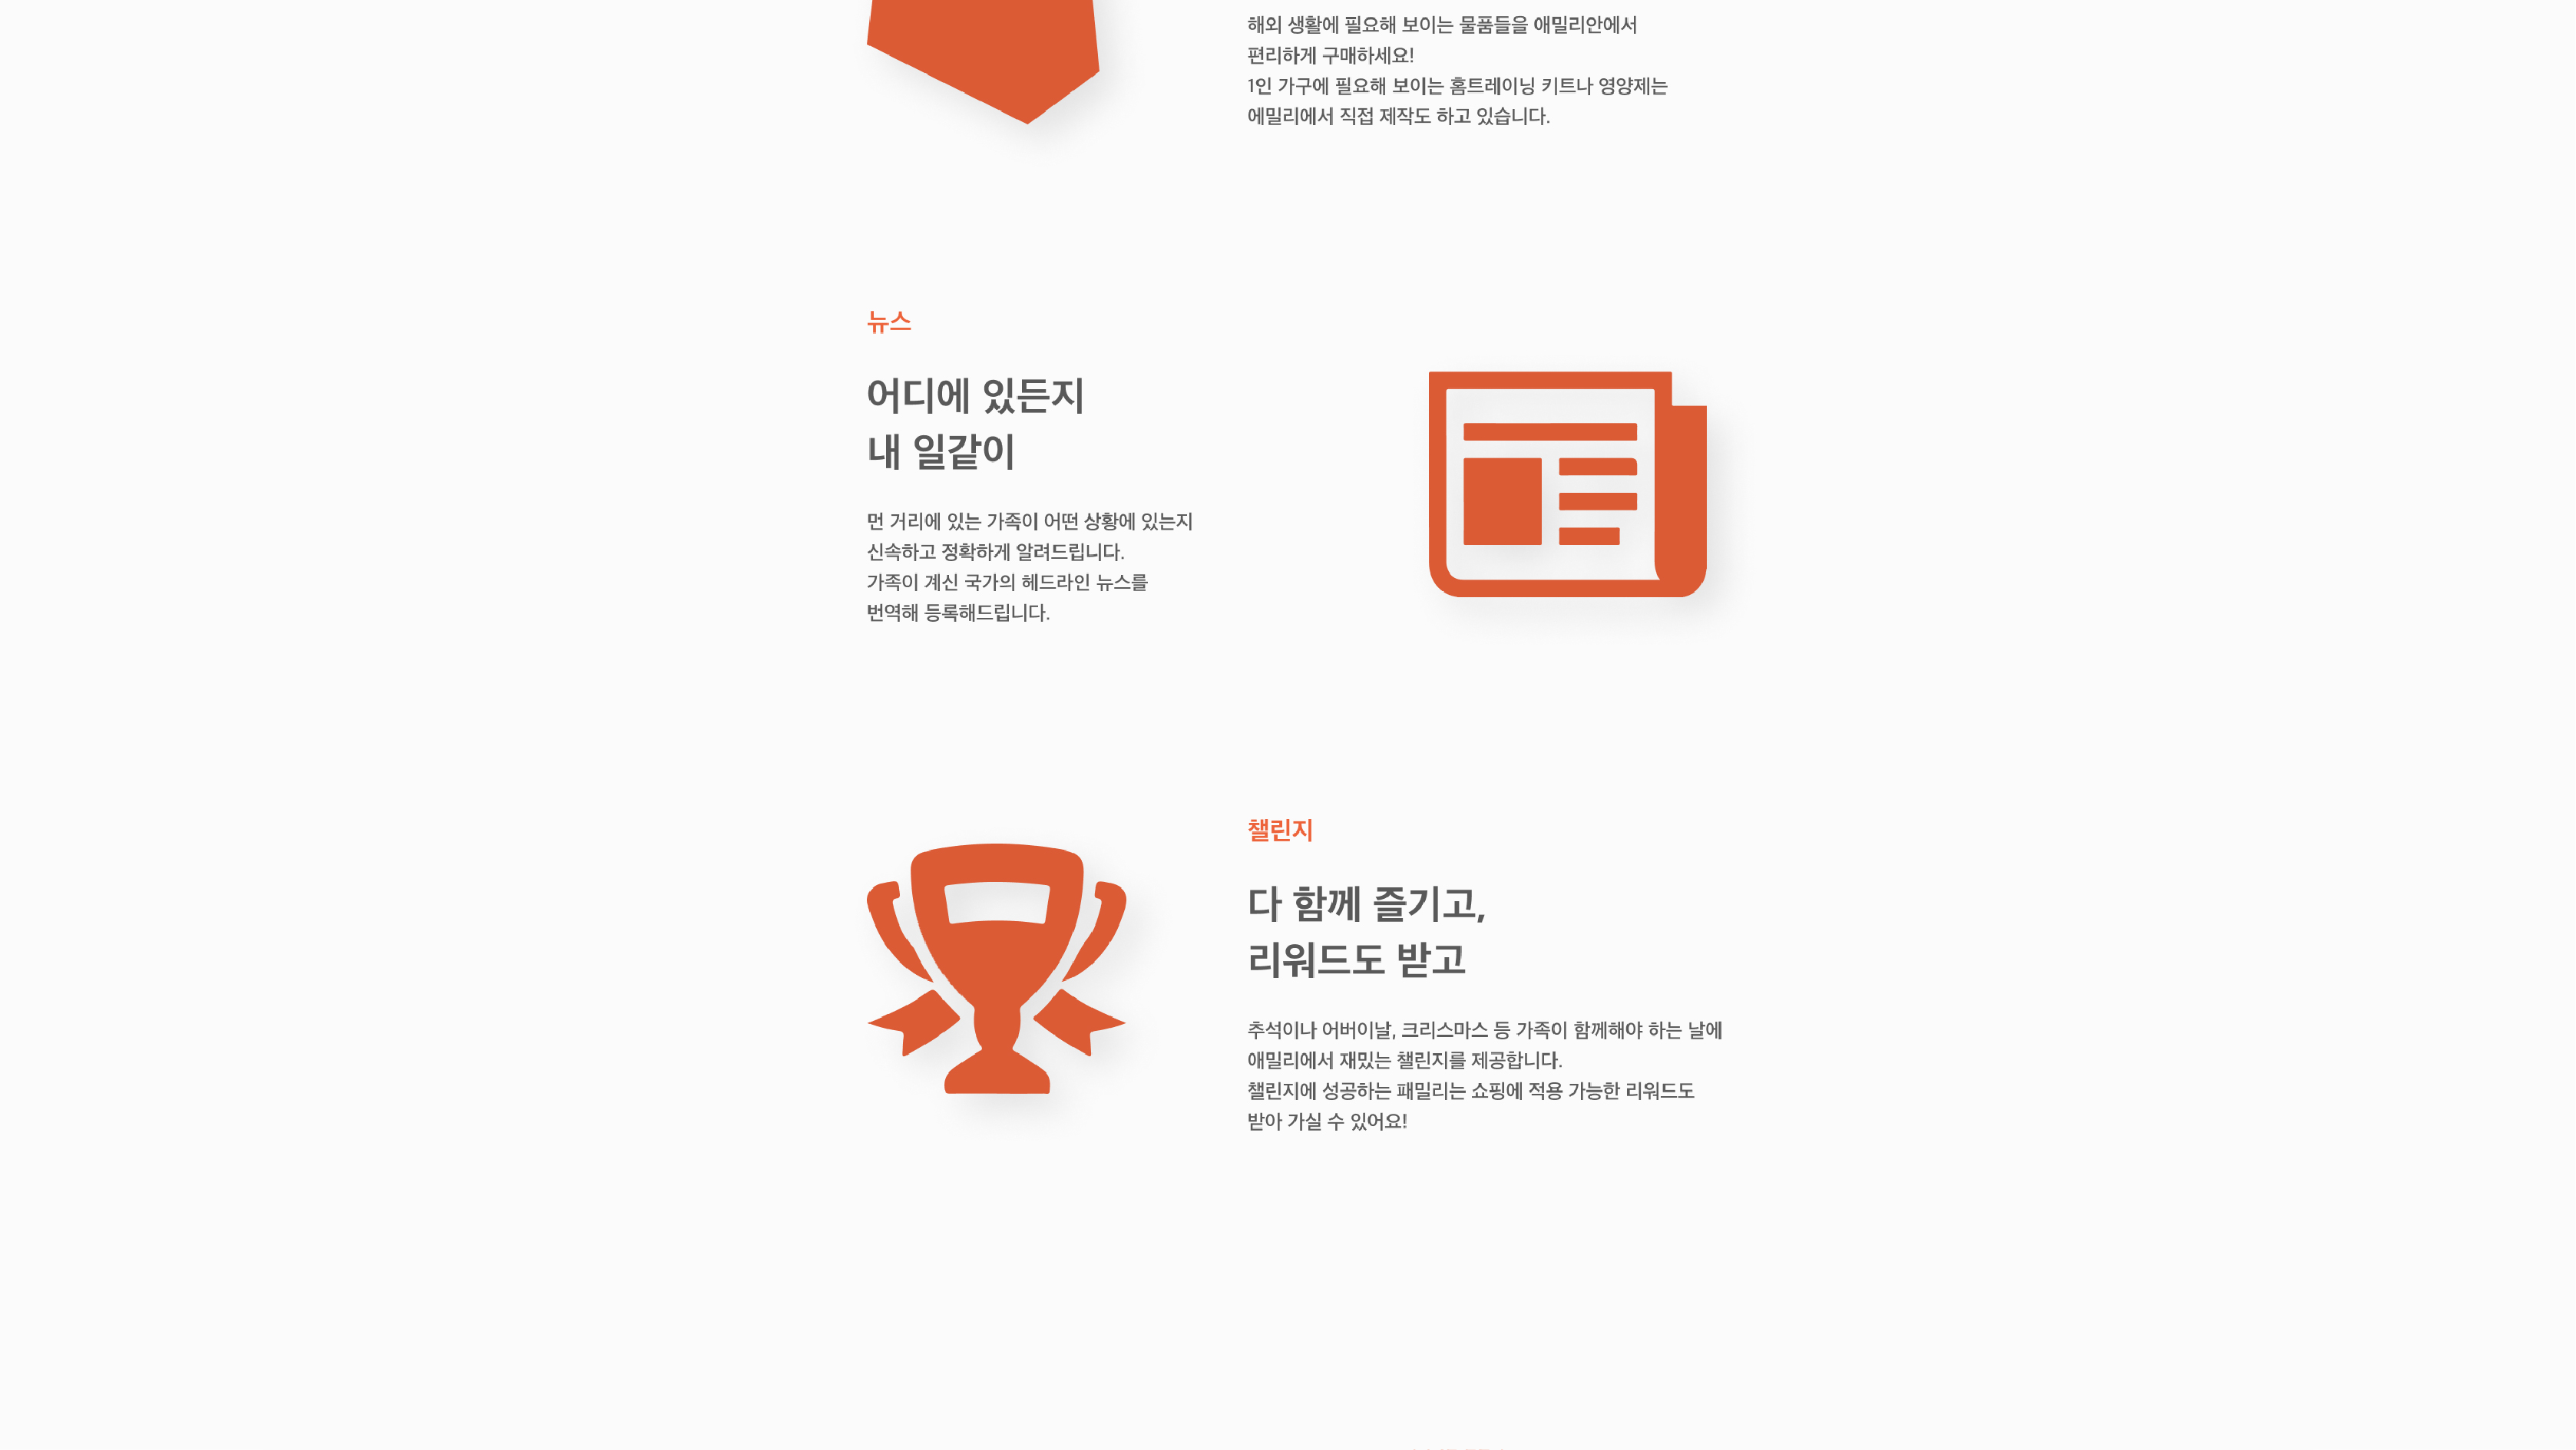 해외 생활에 필요해 보이는 물품들을 애밀리안에서
편리하게 구매하세요!
1인 가구에 필요해 보이는 홈트레이닝 키트나 영양제는
에밀리에서 직접 제작도 하고 있습니다.
뉴스
어디에 있든지
내 일같이
먼 거리에 있는 가족이 어떤 상황에 있는지
신속하고 정확하게 알려드립니다.
가족이 계신 국가의 헤드라인 뉴스를
번역해 등록해드립니다.
챌린지
다 함께 즐기고,
리워드도 받고
추석이나 어버이날, 크리스마스 등 가족이 함께해야 하는 날에
애밀리에서 재밌는 챌린지를 제공합니다.
챌린지에 성공하는 패밀리는 쇼핑에 적용 가능한 리워드도
받아 가실 수 있어요!